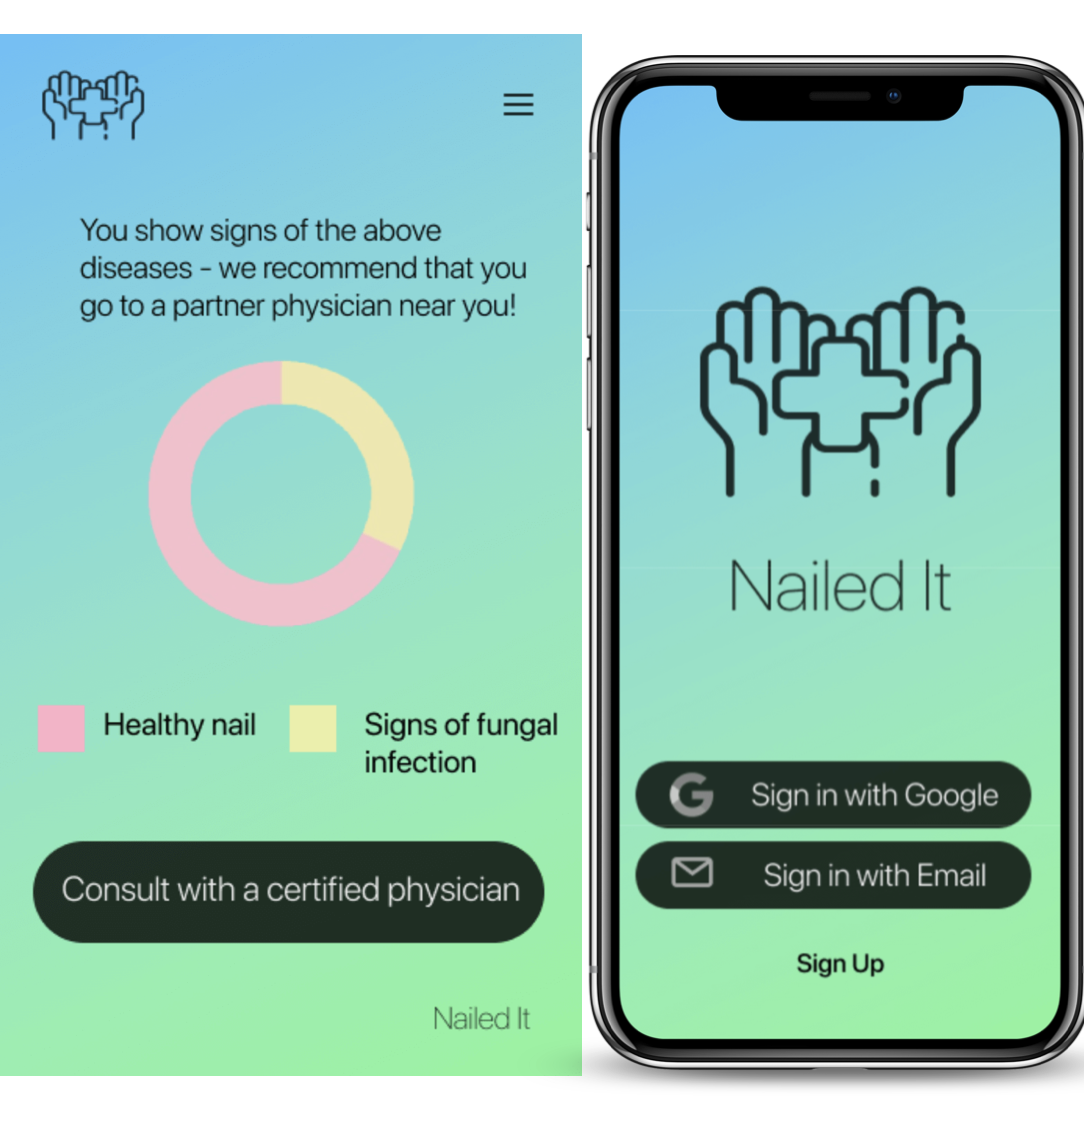 You show signs of the above
diseases - we recommend that you
go to a partner physician near you!
Healthy nail
Signs of fungal
infection
Consult with a certified physician
Nailed It
Nailed It
G Sign in with Google
Sign in with Email
Sign Up